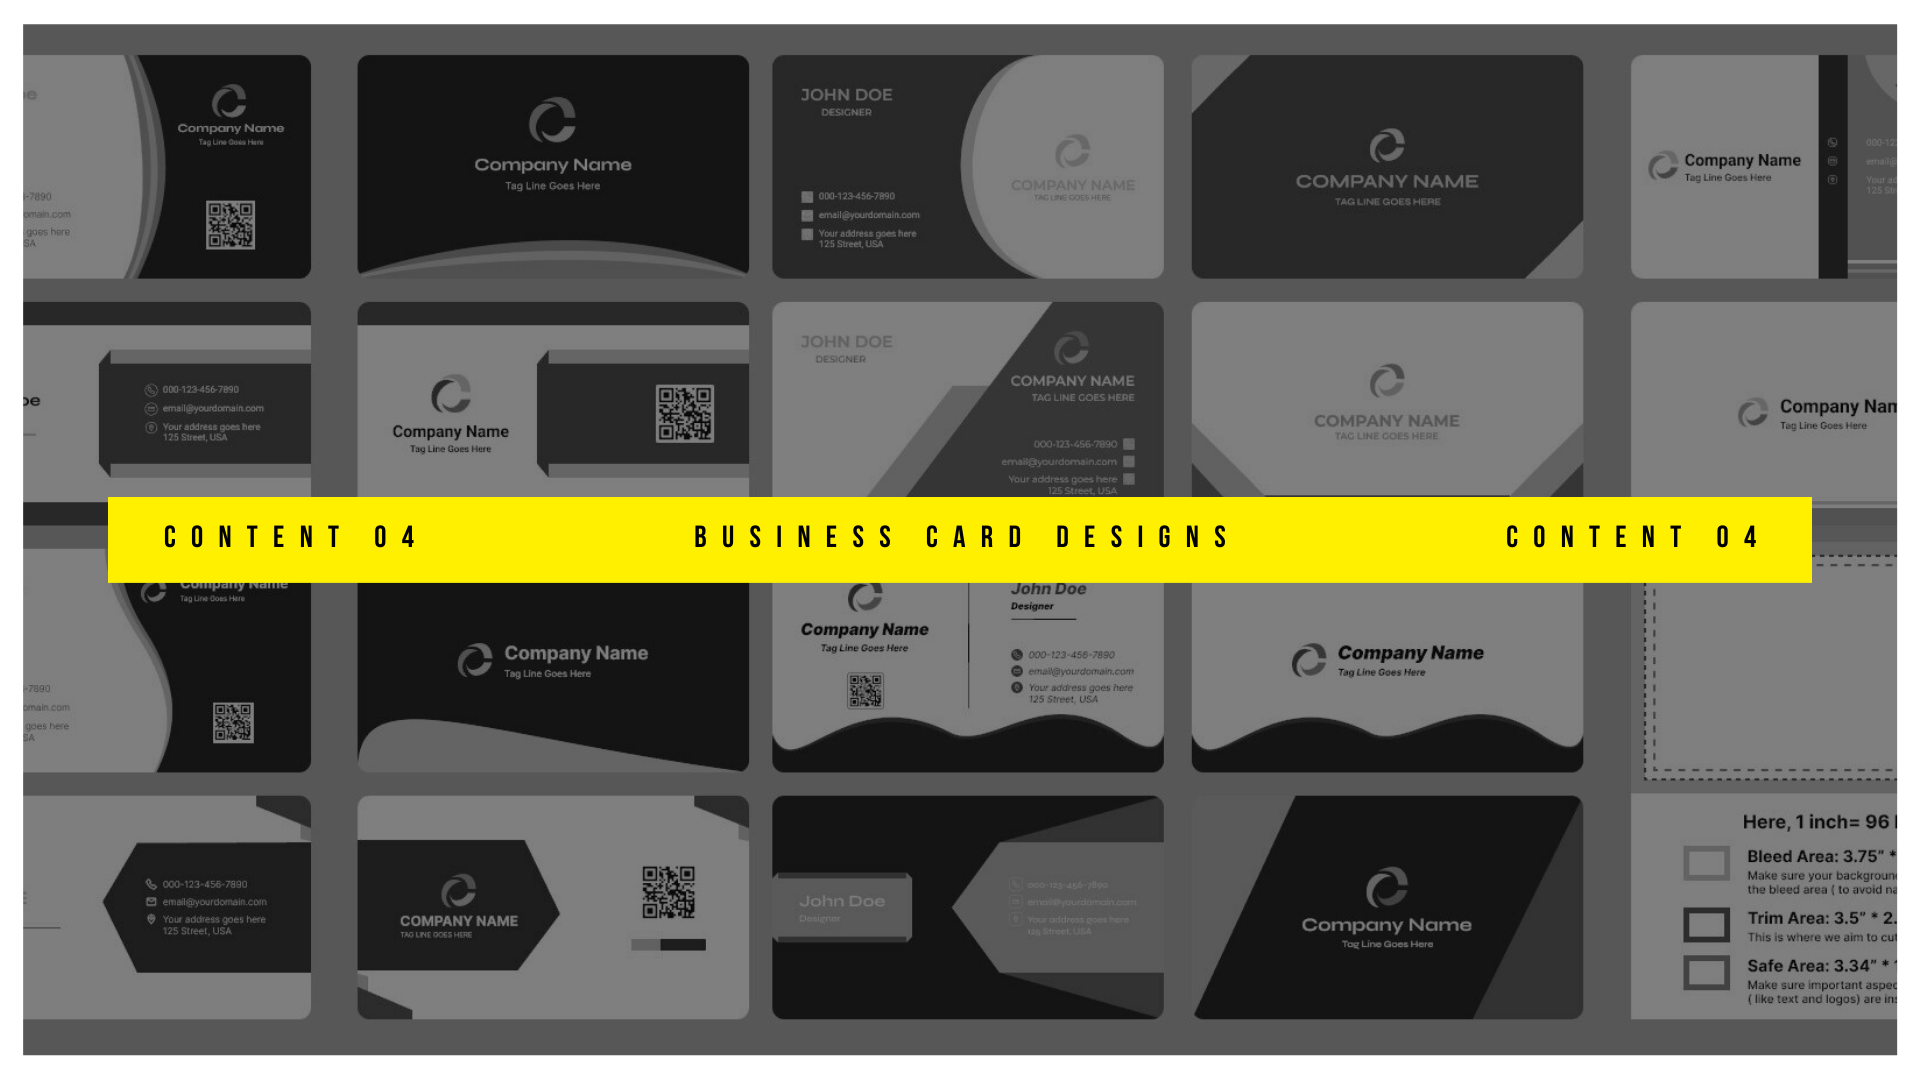 Company Name
Tag Line Goes Here
Company Name
Tag Line Goes Here
JOHN DOE
DESIGNER
000-123-456-7890
email@yourdomain.com
Your address goes here
125 Street, USA
COMPANY NAME
TAG LINE GOES HERE
COMPANY NAME
TAG LINE GOES HERE
Company Name
Tag Line Goes Here
-7890
omain.com
goes here
SA
000-12
email@
Your ad
125 Str
000-123-456-7890
email@yourdomain.com
Your address goes here
125 Street, USA
Company Name
Tag Line Goes Here
JOHN DOE
DESIGNER
COMPANY NAME
TAG LINE GOES HERE
000-123-456-7890
email@yourdomain.com
Your address goes here
125 Street, USA
COMPANY NAME
TAG LINE GOES HERE
Company Nam
Tag Line Goes Here
CONTENT 04
BUSINESS CARD DESIGNS
CONTENT 04
Company Name
Tag Line Goes Here
-7890
omain.com
goes here
SA
Company Name
Tag Line Goes Here
Company Name
Tag Line Goes Here
John Doe
Designer
000-123-456-7890
email@yourdomain.com
Your address goes here
125 Street, USA
Company Name
Tag Line Goes Here
000-123-456-7890
email@yourdomain.com
Your address goes here
125 Street, USA
COMPANY NAME
TAG LINE GOES HERE
John Doe
Designer
000-123-456-7890
email@yourdomain.com
Your address goes here
125 Street, USA
Company Name
Tag Line Goes Here
Here, 1 inch= 96
Bleed Area: 3.75” *
Make sure your background
the bleed area ( to avoid na
Trim Area: 3.5” * 2.
This is where we aim to cut
Safe Area: 3.34” *
Make sure important aspec
( like text and logos) are ins